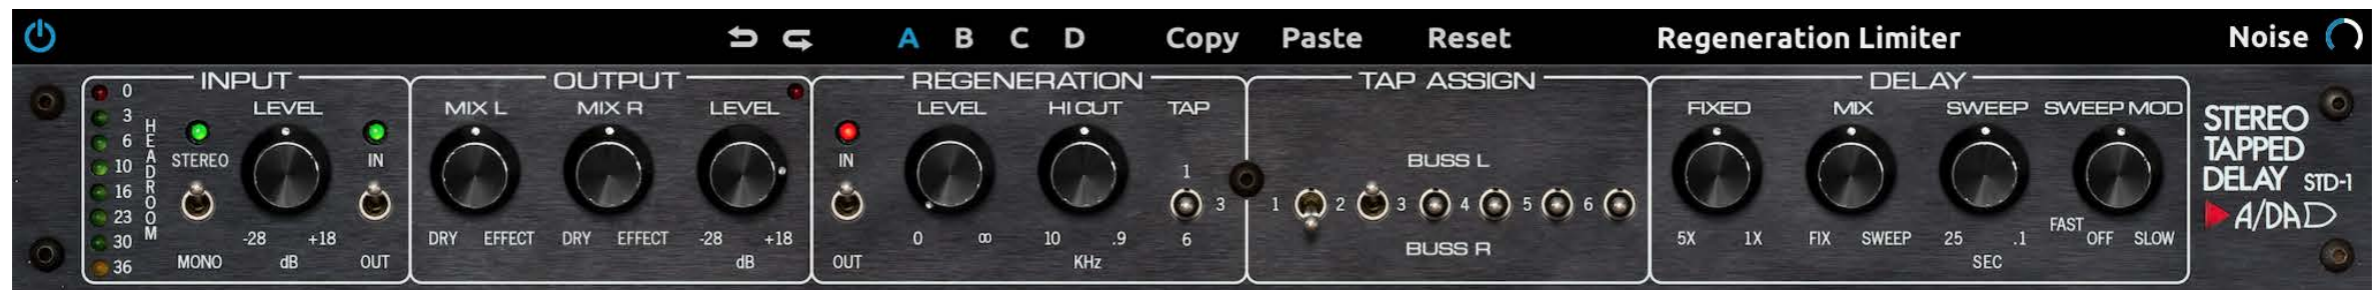 A B C D Copy Paste Reset Regeneration Limiter Noise
INPUT
0
3
6
10
16
23
30
36
HEADROOM
STEREO
MONO
LEVEL
-28 +18
dB
IN
OUT
OUTPUT
MIX L
DRY EFFECT
MIX R
DRY EFFECT
LEVEL
-28 +18
dB
REGENERATION
IN
OUT
LEVEL
0 ∞
HI CUT
10 .9
KHz
TAP
1
3
6
TAP ASSIGN
BUSS L
1 2 3 4 5 6
BUSS R
DELAY
FIXED
5X 1X
MIX
FIX SWEEP
SWEEP
25 .1
SEC
SWEEP MOD
FAST OFF SLOW
STEREO
TAPPED
DELAY STD-1
A/DA